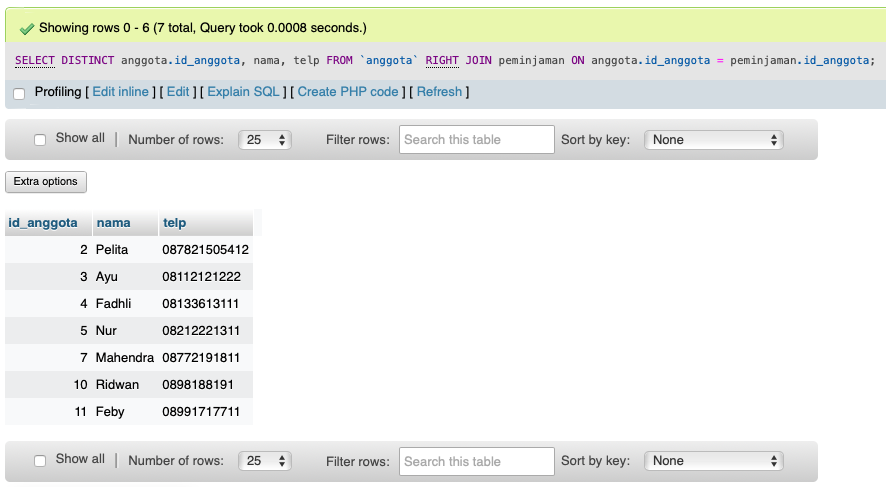 Showing rows 0 - 6 (7 total, Query took 0.0008 seconds.)
SELECT DISTINCT anggota.id_anggota, nama, telp FROM `anggota` RIGHT JOIN peminjaman ON anggota.id_anggota = peminjaman.id_anggota;
Profiling [ Edit inline ] [ Edit ] [ Explain SQL ] [ Create PHP code ] [ Refresh ]
Show all | Number of rows: 25 Filter rows: Search this table Sort by key: None
Extra options
id_anggota nama telp
2 Pelita 087821505412
3 Ayu 08112121222
4 Fadhli 08133613111
5 Nur 08212221311
7 Mahendra 08772191811
10 Ridwan 0898188191
11 Feby 08991717711
Show all | Number of rows: 25 Filter rows: Search this table Sort by key: None